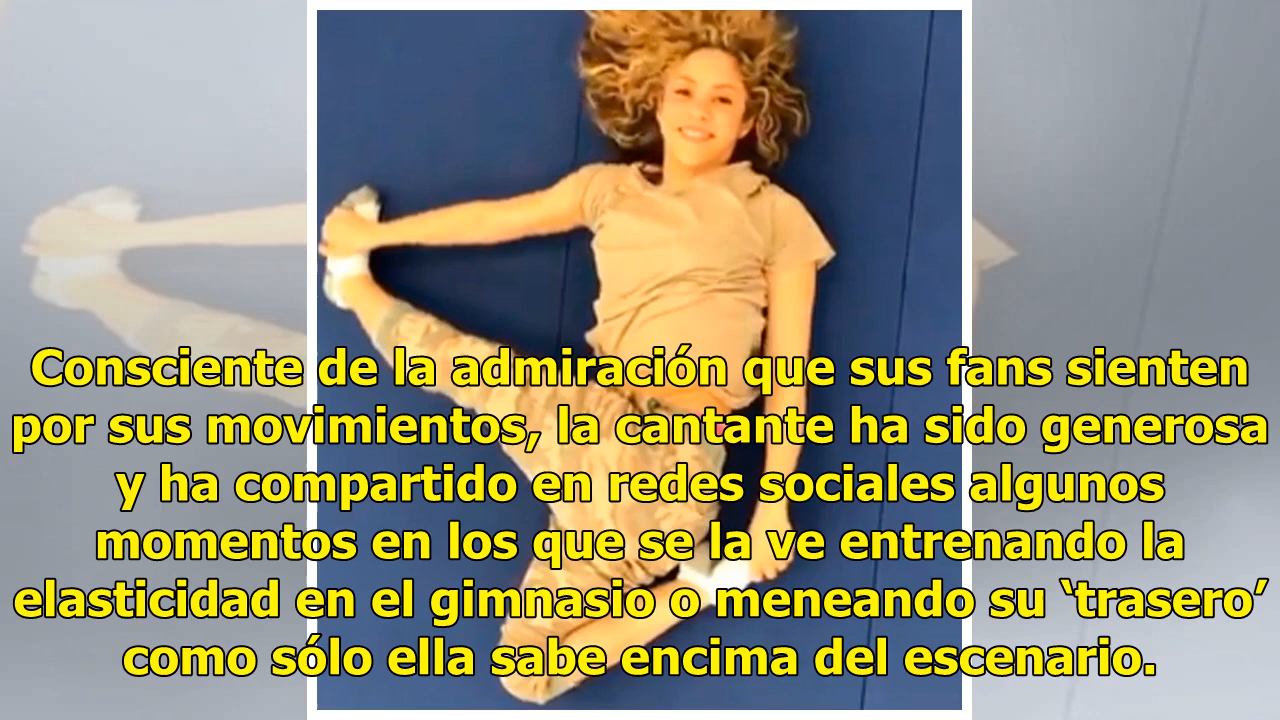 Consciente de la admiración que sus fans sienten
por sus movimientos, la cantante ha sido generosa
y ha compartido en redes sociales algunos
momentos en los que se la ve entrenando la
elasticidad en el gimnasio o meneando su ‘trasero’
como sólo ella sabe encima del escenario.